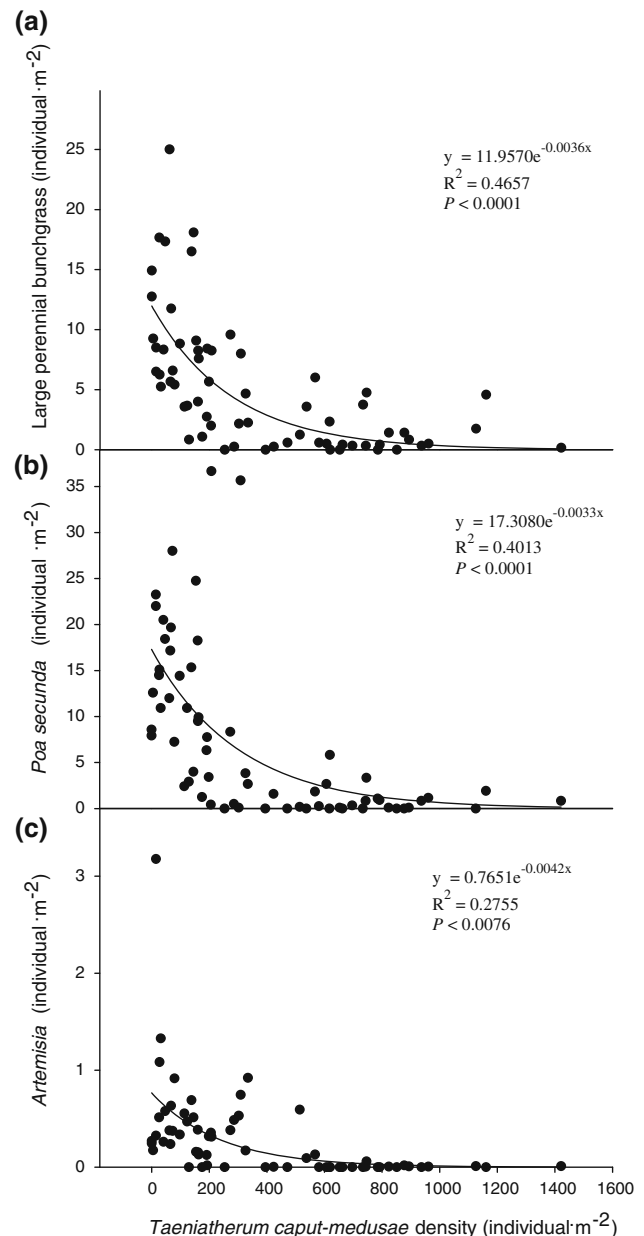 (a)
Large perennial bunchgrass (individual·m-2)
25
20
15
10
5
0
y = 11.9570e-0.0036x
R2 = 0.4657
P < 0.0001
(b)
Poa secunda (individual ·m-2)
35
30
25
20
15
10
5
0
y = 17.3080e-0.0033x
R2 = 0.4013
P < 0.0001
(c)
Artemisia (individual·m-2)
3
2
1
0
y = 0.7651e-0.0042x
R2 = 0.2755
P < 0.0076
0 200 400 600 800 1000 1200 1400 1600
Taeniatherum caput-medusae density (individual·m-2)